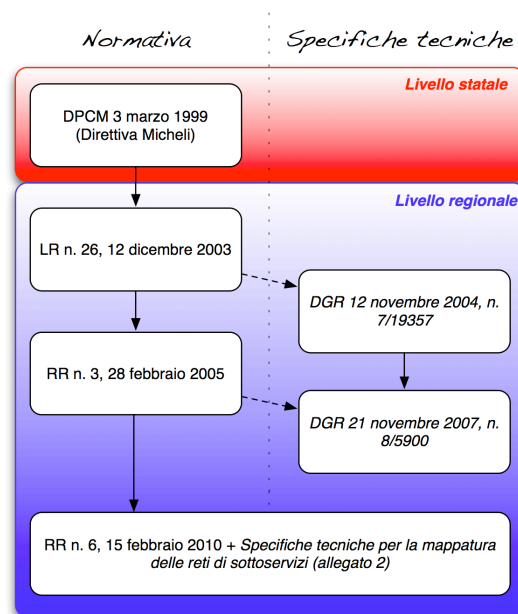 Normativa
Specifiche tecniche
Livello statale
DPCM 3 marzo 1999
(Direttiva Micheli)
Livello regionale
LR n. 26, 12 dicembre 2003
DGR 12 novembre 2004, n.
7/19357
RR n. 3, 28 febbraio 2005
DGR 21 novembre 2007, n.
8/5900
RR n. 6, 15 febbraio 2010 + Specifiche tecniche per la mappatura
delle reti di sottoservizi (allegato 2)